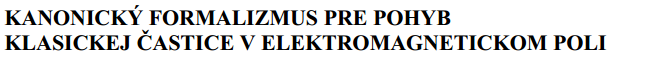 KANONICKÝ FORMALIZMUS PRE POHYB
KLASICKEJ ČASTICE V ELEKTROMAGNETICKOM POLI